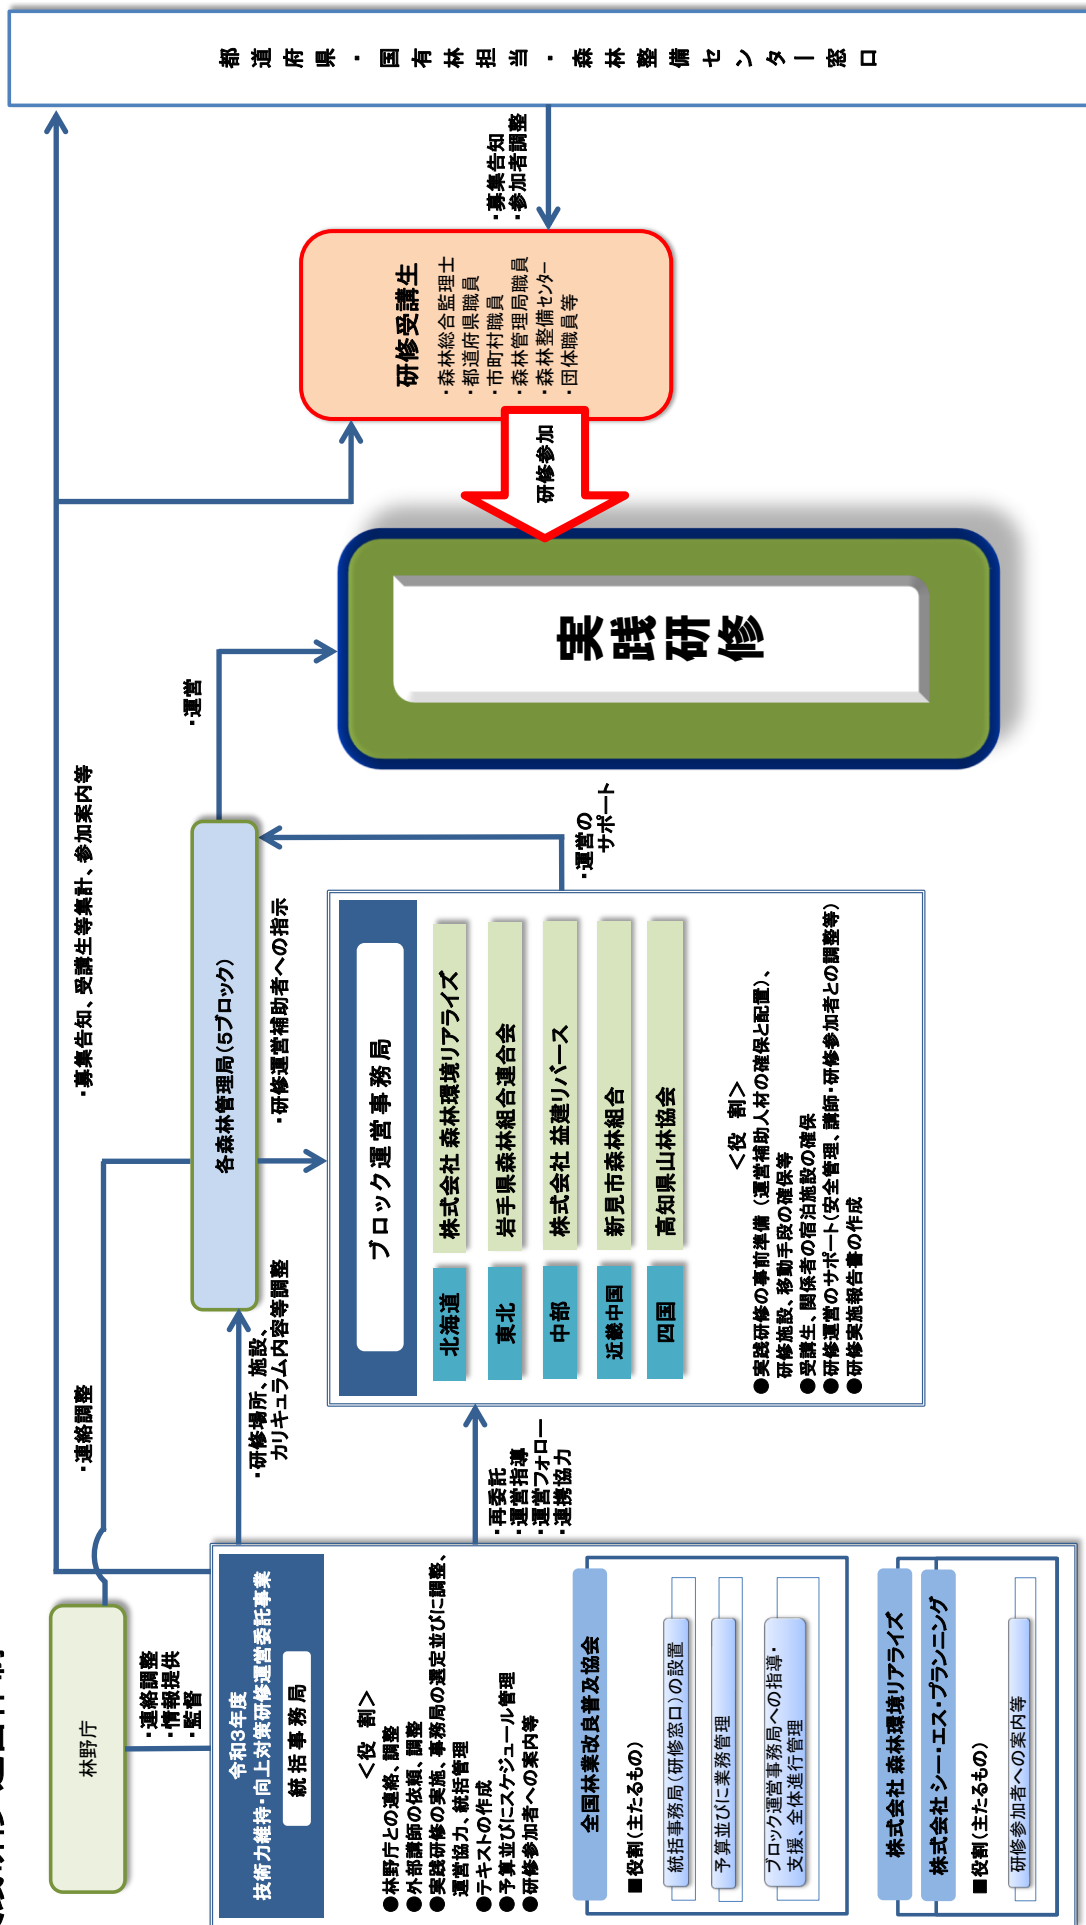 林野庁
・連絡調整
・情報提供
・監督
令和3年度
技術力維持・向上対策研修運営委託事業
統括事務局
＜役 割＞
●林野庁との連絡、調整
●外部講師の依頼、調整
●実践研修の実施、事務局の選定並びに調整、
運営協力、統括管理
●テキストの作成
●予算並びにスケジュール管理
●研修参加者への案内等
全国林業改良普及協会
■役割（主たるもの）
統括事務局（研修窓口）の設置
予算並びに業務管理
ブロック運営事務局への指導・
支援、全体進行管理
株式会社 森林環境リアライズ
株式会社 シー・エス・プランニング
■役割（主たるもの）
研修参加者への案内等
・連絡調整
・研修場所、施設、
カリキュラム内容等調整
・再委託
・運営指導
・運営フォロー
・連携協力
・募集告知、受講生等集計、参加案内等
各森林管理局（5ブロック）
・研修運営補助者への指示
ブロック運営事務局
北海道 株式会社 森林環境リアライズ
東北 岩手県森林組合連合会
中部 株式会社 益建リバース
近畿中国 新見市森林組合
四国 高知県山林協会
＜役 割＞
●実践研修の事前準備（運営補助人材の確保と配置）、
研修施設、移動手段の確保等
●受講生、関係者の宿泊施設の確保
●研修運営のサポート（安全管理、講師・研修参加者との調整等）
●研修実施報告書の作成
・運営
・運営の
サポート
実践研修
研修参加
研修受講生
・森林総合監理士
・都道府県職員
・市町村職員
・森林管理局職員
・森林整備センター
・団体職員等
・募集告知
・参加者調整
都道府県・国有林担当・森林整備センター窓口